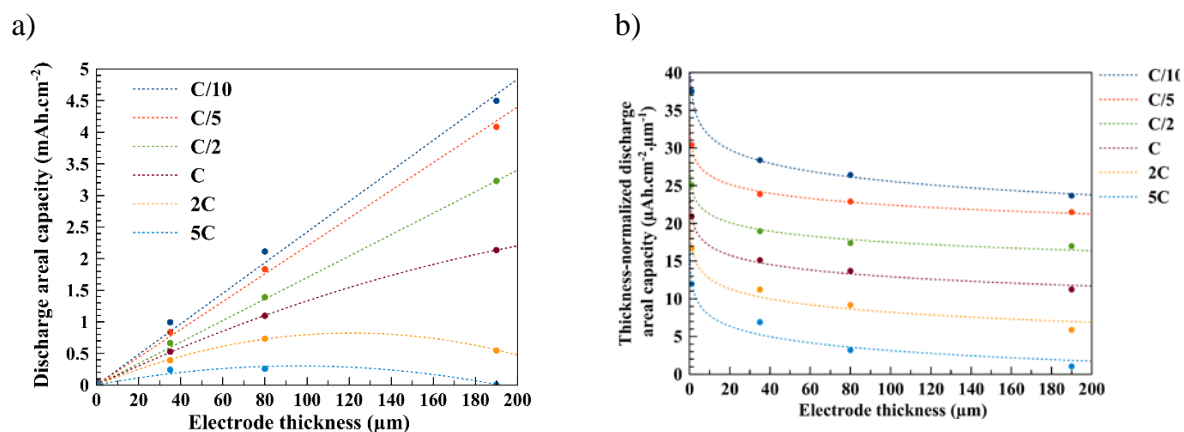 a)
b)
Discharge areal capacity (mAh.cm⁻²)
5
4.5
4
3.5
3
2.5
2
1.5
1
0.5
0
C/10
C/5
C/2
C
2C
5C
0 20 40 60 80 100 120 140 160 180 200
Electrode thickness (µm)
Thickness-normalized discharge
areal capacity (µAh.cm⁻².µm⁻¹)
40
35
30
25
20
15
10
5
0
0 20 40 60 80 100 120 140 160 180 200
Electrode thickness (µm)
C/10
C/5
C/2
C
2C
5C